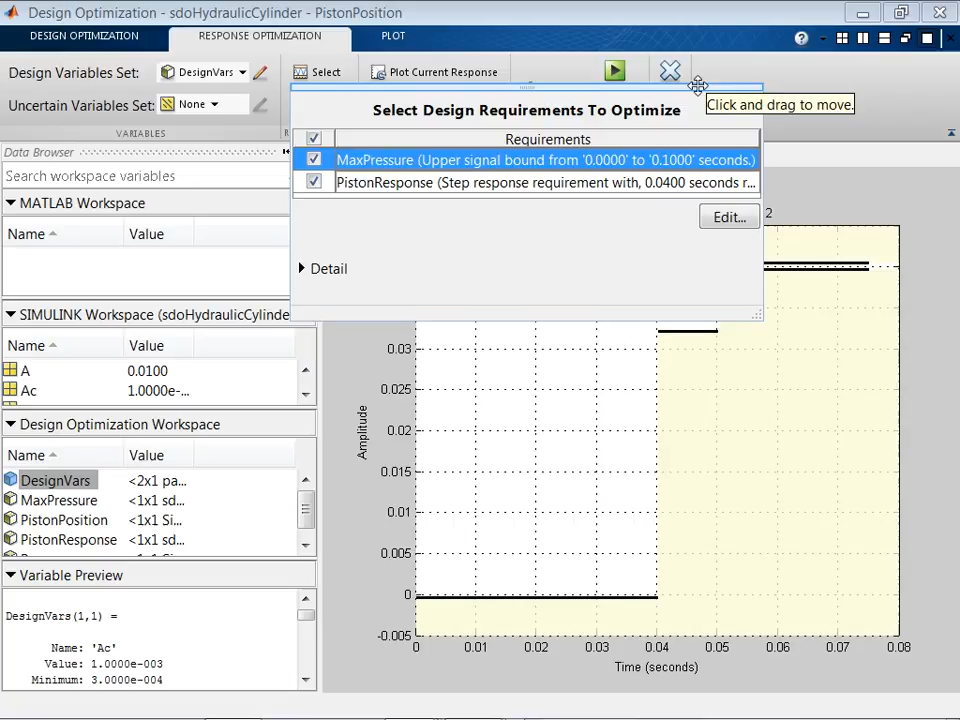 Design Optimization - sdoHydraulicCylinder - PistonPosition
DESIGN OPTIMIZATION
RESPONSE OPTIMIZATION
PLOT
Design Variables Set:
DesignVars
Select
Plot Current Response
Uncertain Variables Set:
None
VARIABLES
Click and drag to move.
Select Design Requirements To Optimize
Requirements
MaxPressure (Upper signal bound from '0.0000' to '0.1000' seconds.)
PistonResponse (Step response requirement with, 0.0400 seconds r...
Edit...
Detail
Data Browser
Search workspace variables
MATLAB Workspace
Name
Value
SIMULINK Workspace (sdoHydraulicCylinde
Name
Value
A
0.0100
Ac
1.0000e-...
Design Optimization Workspace
Name
Value
DesignVars
<2x1 pa...
MaxPressure
<1x1 sd...
PistonPosition
<1x1 Si...
PistonResponse
<1x1 sd...
Variable Preview
DesignVars(1,1) =
Name: 'Ac'
Value: 1.0000e-003
Minimum: 3.0000e-004
2
Amplitude
0.03
0.025
0.02
0.015
0.01
0.005
0
-0.005
0
0.01
0.02
0.03
0.04
0.05
0.06
0.07
0.08
Time (seconds)